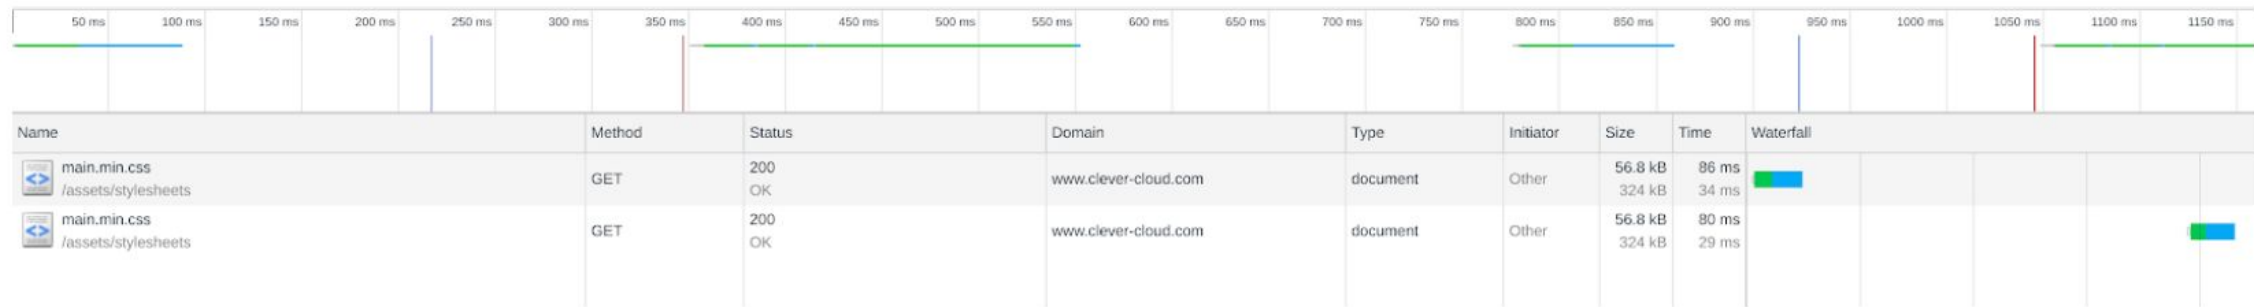 50 ms 100 ms 150 ms 200 ms 250 ms 300 ms 350 ms 400 ms 450 ms 500 ms 550 ms 600 ms 650 ms 700 ms 750 ms 800 ms 850 ms 900 ms 950 ms 1000 ms 1050 ms 1100 ms 1150 ms
Name Method Status Domain Type Initiator Size Time Waterfall
main.min.css 200 56.8 kB 86 ms
GET www.clever-cloud.com document Other
/assets/stylesheets OK 324 kB 34 ms
main.min.css 200 56.8 kB 80 ms
GET www.clever-cloud.com document Other
/assets/stylesheets OK 324 kB 29 ms